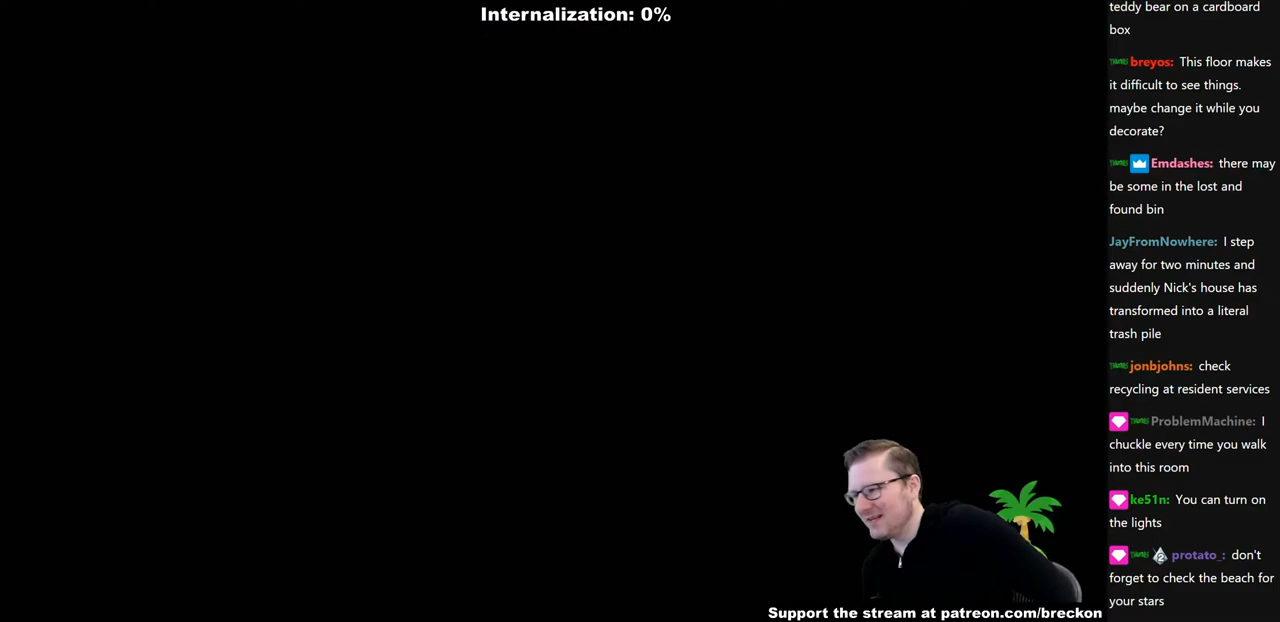 Internalization: 0%
teddy bear on a cardboard
box
breyos: This floor makes
it difficult to see things.
maybe change it while you
decorate?
Emdashes: there may
be some in the lost and
found bin
JayFromNowhere: I step
away for two minutes and
suddenly Nick's house has
transformed into a literal
trash pile
jonbjohns: check
recycling at resident services
ProblemMachine: I
chuckle every time you walk
into this room
ke51n: You can turn on
the lights
2 protato_: don't
forget to check the beach for
your stars
Support the stream at patreon.com/breckon